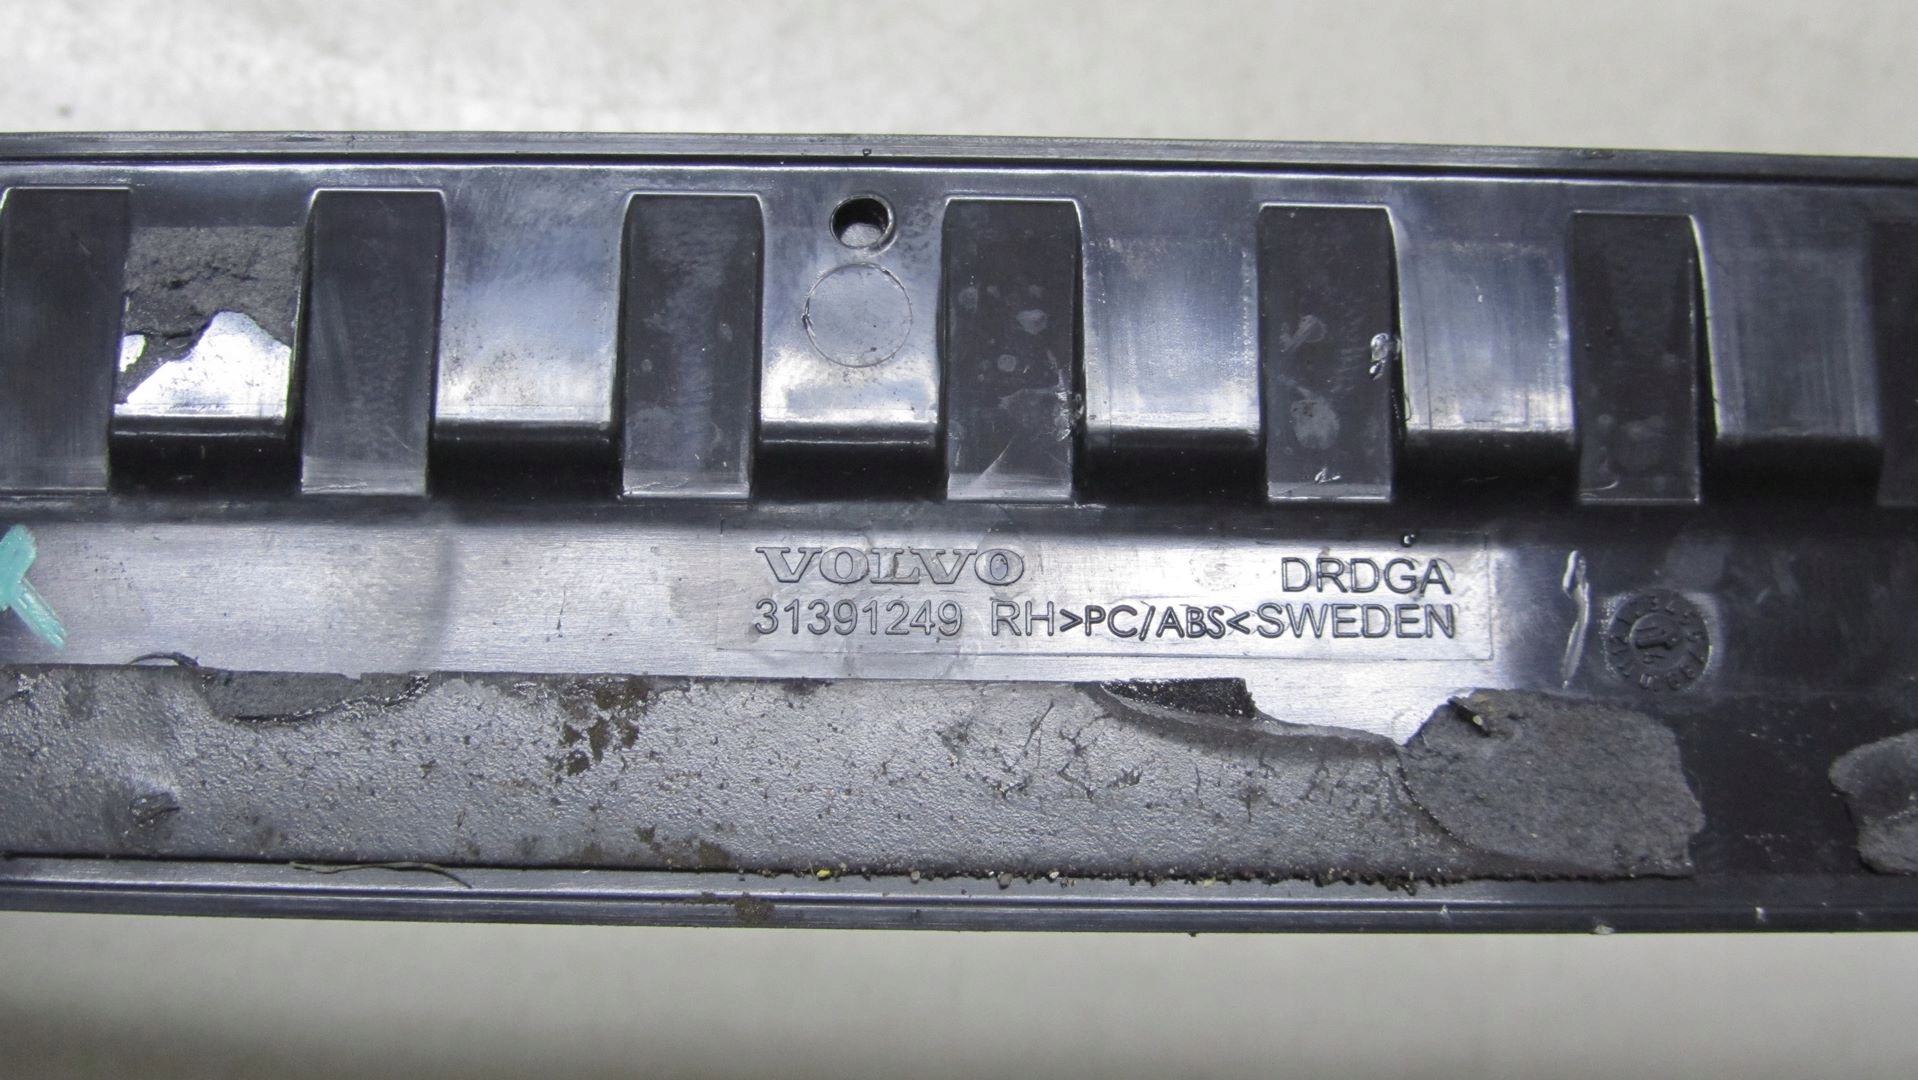 VOLVO DRDGA
31391249 RH>PC/ABS<SWEDEN